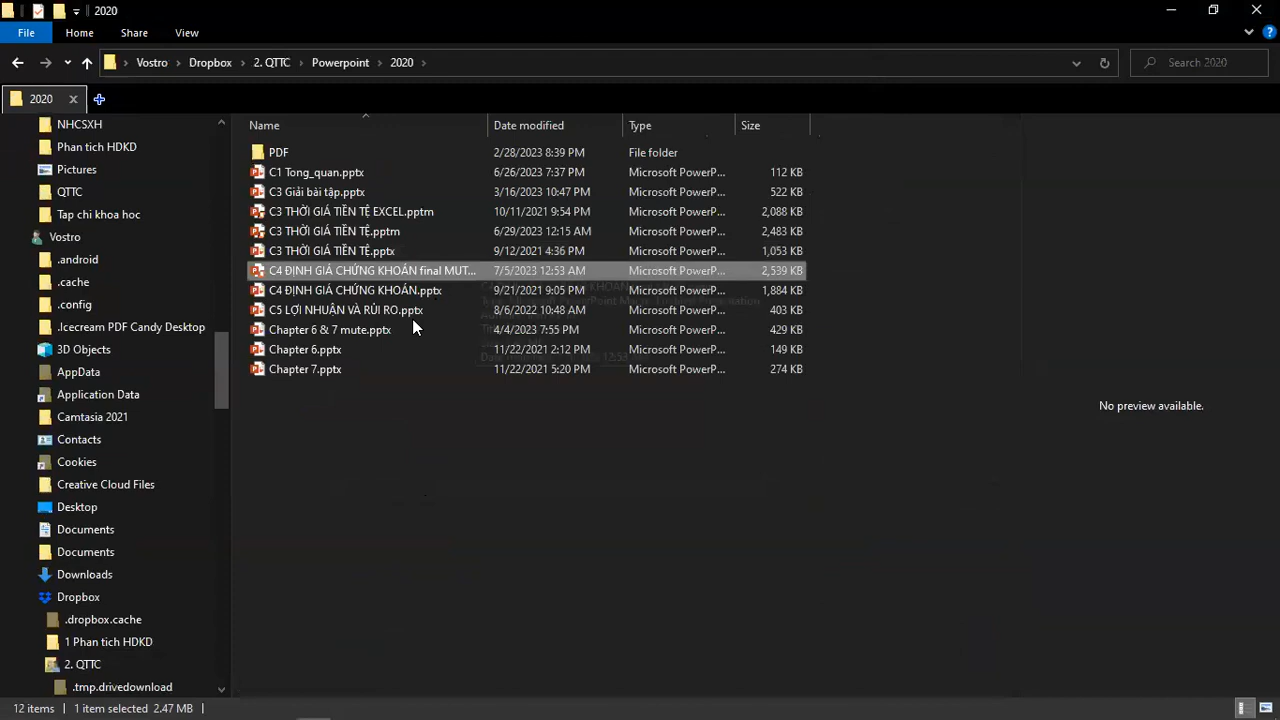 2020
File Home Share View
Vostro Dropbox 2. QTTC Powerpoint 2020 Search 2020
2020
Name Date modified Type Size
PDF 2/28/2023 8:39 PM File folder
C1 Tong_quan.pptx 6/26/2023 7:37 PM Microsoft PowerP... 112 KB
C3 Giải bài tập.pptx 3/16/2023 10:47 PM Microsoft PowerP... 522 KB
C3 THỜI GIÁ TIỀN TỆ EXCEL.pptm 10/11/2021 9:54 PM Microsoft PowerP... 2,088 KB
C3 THỜI GIÁ TIỀN TỆ.pptm 6/29/2023 12:15 AM Microsoft PowerP... 2,483 KB
C3 THỜI GIÁ TIỀN TỆ.pptx 9/12/2021 4:36 PM Microsoft PowerP... 1,053 KB
C4 ĐỊNH GIÁ CHỨNG KHOÁN final MUT... 7/5/2023 12:53 AM Microsoft PowerP... 2,539 KB
C4 ĐỊNH GIÁ CHỨNG KHOÁN.pptx 9/21/2021 9:05 PM Microsoft PowerP... 1,884 KB
C5 LỢI NHUẬN VÀ RỦI RO.pptx 8/6/2022 10:48 AM Microsoft PowerP... 403 KB
Chapter 6 & 7 mute.pptx 4/4/2023 7:55 PM Microsoft PowerP... 429 KB
Chapter 6.pptx 11/22/2021 2:12 PM Microsoft PowerP... 149 KB
Chapter 7.pptx 11/22/2021 5:20 PM Microsoft PowerP... 274 KB
No preview available.
NHCSXH
Phan tich HDKD
Pictures
QTTC
Tap chi khoa hoc
Vostro
.android
.cache
.config
.Icecream PDF Candy Desktop
3D Objects
AppData
Application Data
Camtasia 2021
Contacts
Cookies
Creative Cloud Files
Desktop
Documents
Documents
Downloads
Dropbox
.dropbox.cache
1 Phan tich HDKD
2. QTTC
.tmp.drivedownload
12 items 1 item selected 2.47 MB